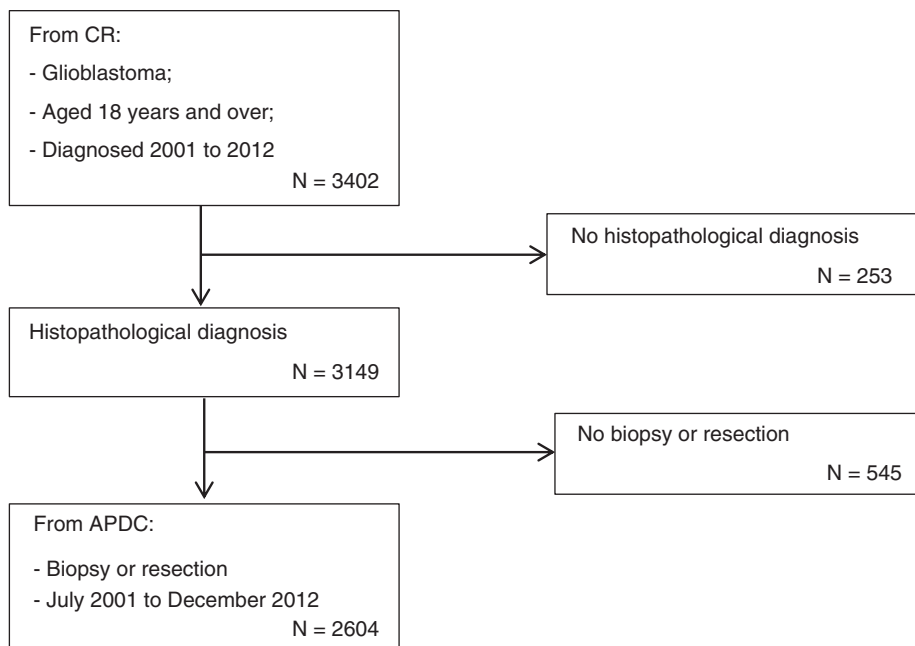 From CR:
- Glioblastoma;
- Aged 18 years and over;
- Diagnosed 2001 to 2012
N = 3402
No histopathological diagnosis
N = 253
Histopathological diagnosis
N = 3149
No biopsy or resection
N = 545
From APDC:
- Biopsy or resection
- July 2001 to December 2012
N = 2604